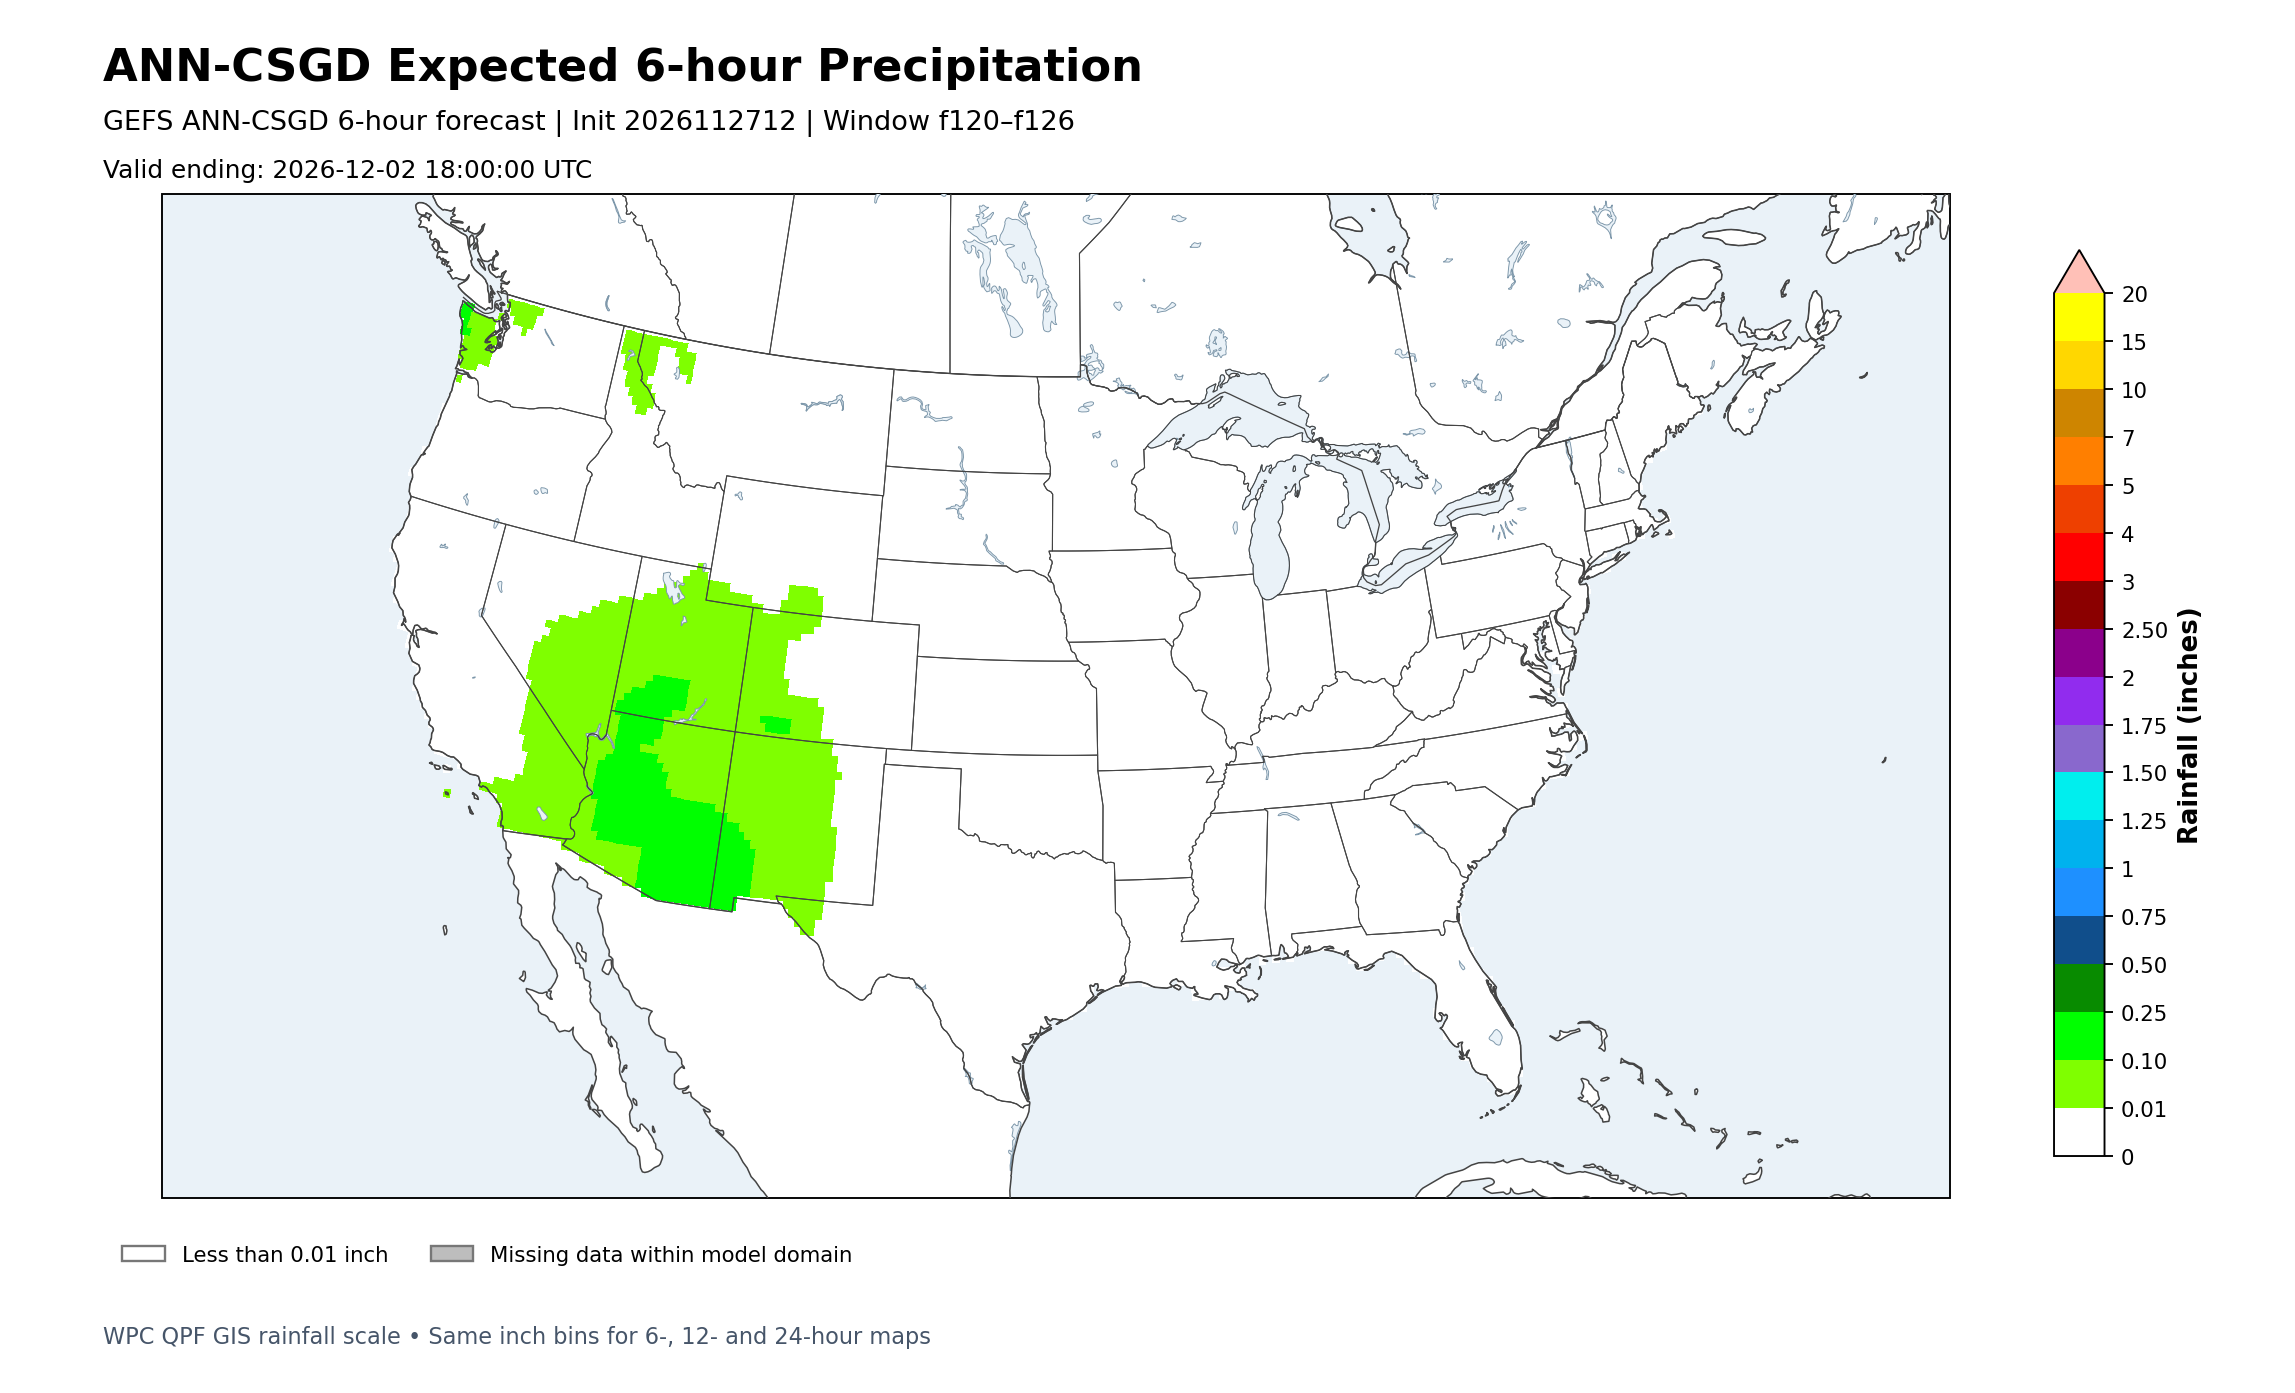 ANN-CSGD Expected 6-hour Precipitation
GEFS ANN-CSGD 6-hour forecast | Init 2026112712 | Window f120–f126
Valid ending: 2026-12-02 18:00:00 UTC
20
15
10
7
5
4
3
2.50
2
1.75
1.50
1.25
1
0.75
0.50
0.25
0.10
0.01
0
Rainfall (inches)
Less than 0.01 inch
Missing data within model domain
WPC QPF GIS rainfall scale • Same inch bins for 6-, 12- and 24-hour maps